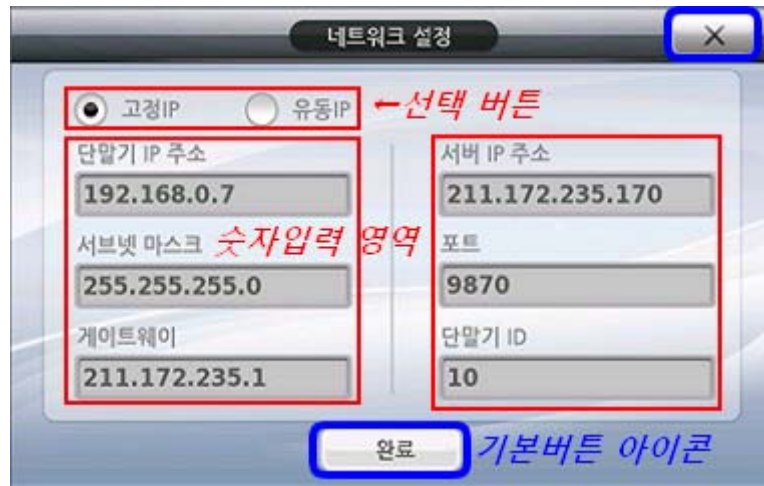 네트워크 설정
고정IP 유동IP ←선택 버튼
단말기 IP 주소
192.168.0.7
서브넷 마스크
255.255.255.0
게이트웨이
211.172.235.1
숫자입력 영역
서버 IP 주소
211.172.235.170
포트
9870
단말기 ID
10
완료 기본버튼 아이콘